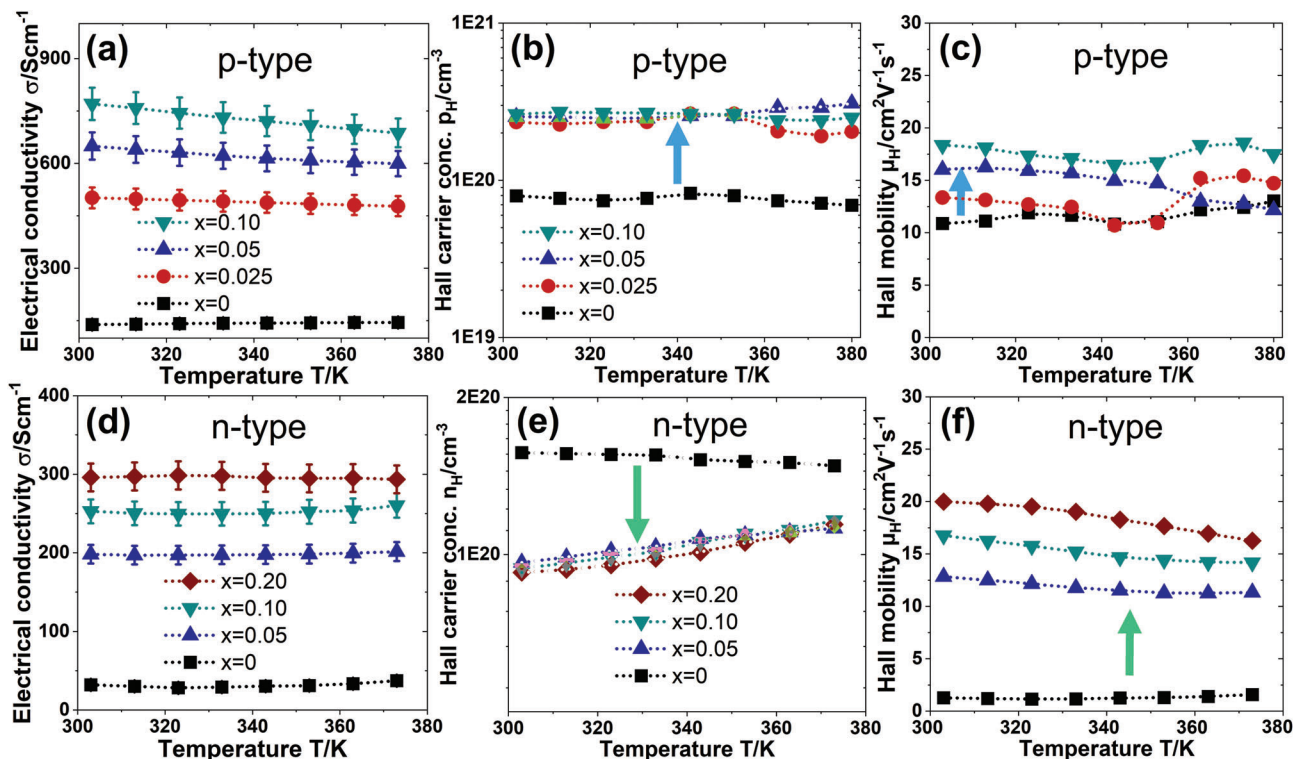 (a)
p-type
Electrical conductivity σ/Scm⁻¹
900
600
300
x=0.10
x=0.05
x=0.025
x=0
300 320 340 360 380
Temperature T/K
(b)
p-type
Hall carrier conc. pH/cm⁻³
1E21
1E20
1E19
x=0.10
x=0.05
x=0.025
x=0
300 320 340 360 380
Temperature T/K
(c)
p-type
Hall mobility μH/cm²V⁻¹s⁻¹
30
25
20
15
10
5
0
300 320 340 360 380
Temperature T/K
(d)
n-type
Electrical conductivity σ/Scm⁻¹
400
300
200
100
0
x=0.20
x=0.10
x=0.05
x=0
300 320 340 360 380
Temperature T/K
(e)
n-type
Hall carrier conc. nH/cm⁻³
2E20
1E20
x=0.20
x=0.10
x=0.05
x=0
300 320 340 360 380
Temperature T/K
(f)
n-type
Hall mobility μH/cm²V⁻¹s⁻¹
30
25
20
15
10
5
0
300 320 340 360 380
Temperature T/K